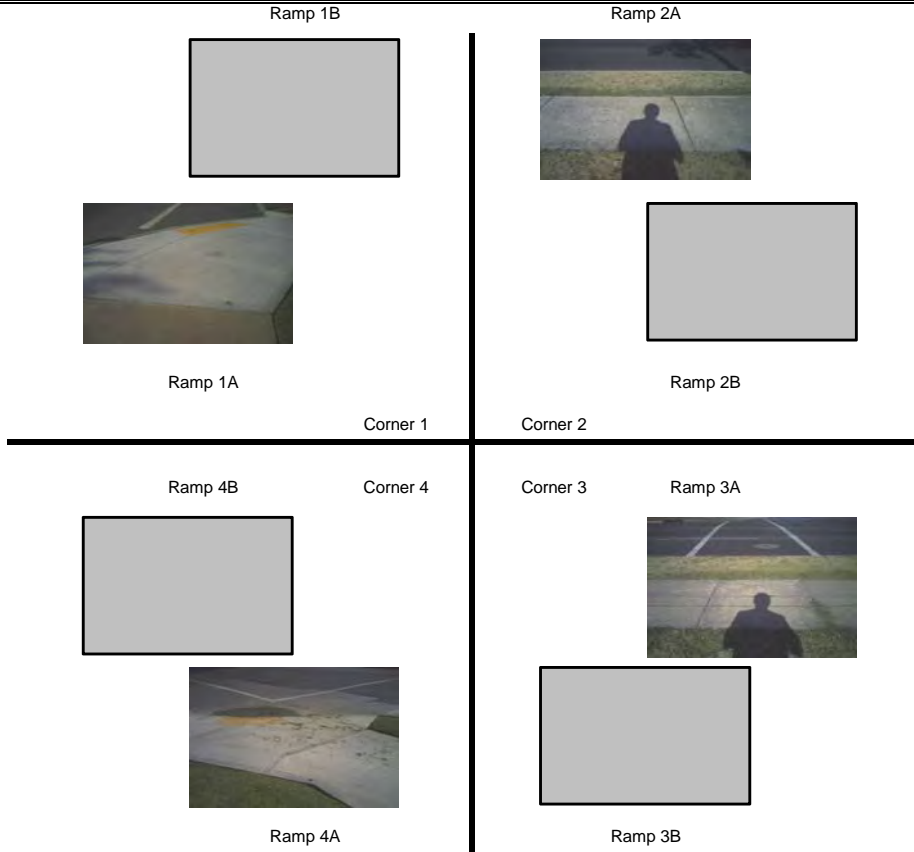 Ramp 1B Ramp 2A
Ramp 1A Ramp 2B
Corner 1 Corner 2
Ramp 4B Corner 4 Corner 3 Ramp 3A
Ramp 4A Ramp 3B